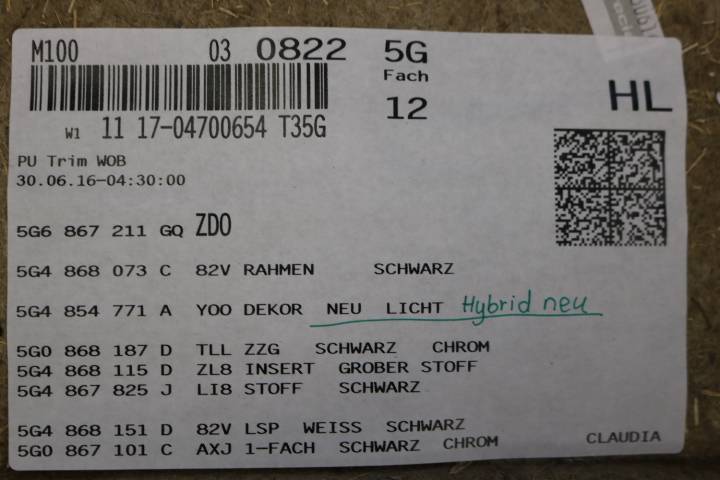 M100 03 0822 5G
Fach
12
HL
W1 11 17-04700654 T35G
PU Trim WOB
30.06.16-04:30:00
5G6 867 211 GQ ZDO
5G4 868 073 C 82V RAHMEN SCHWARZ
5G4 854 771 A YOO DEKOR NEU LICHT Hybrid neu
5G0 868 187 D TLL ZZG SCHWARZ CHROM
5G4 868 115 D ZL8 INSERT GROBER STOFF
5G4 867 825 J LI8 STOFF SCHWARZ
5G4 868 151 D 82V LSP WEISS SCHWARZ
5G0 867 101 C AXJ 1-FACH SCHWARZ CHROM
CLAUDIA